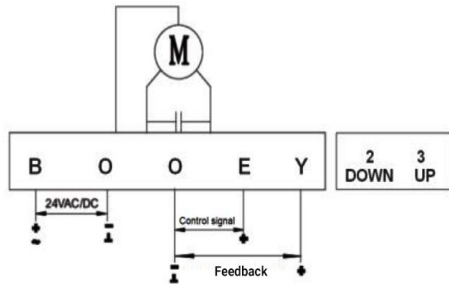 M
B O O E Y
2 3
DOWN UP
24VAC/DC
Control signal
Feedback